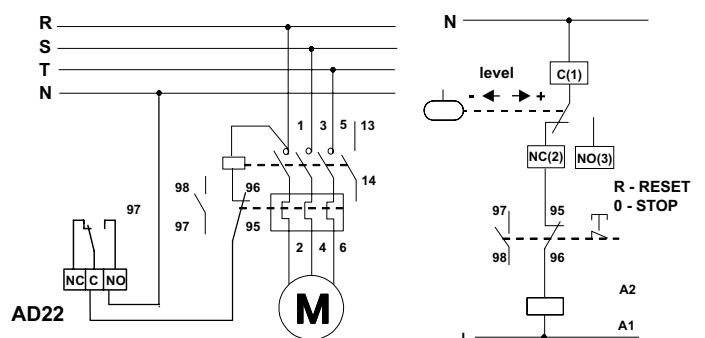 R
S
T
N
1 3 5 13
14
98 96
97 95
97
2 4 6
NC C NO
AD22
M
N
C(1)
level
- +
NC(2) NO(3)
R - RESET
0 - STOP
97 95
98 96
A2
A1